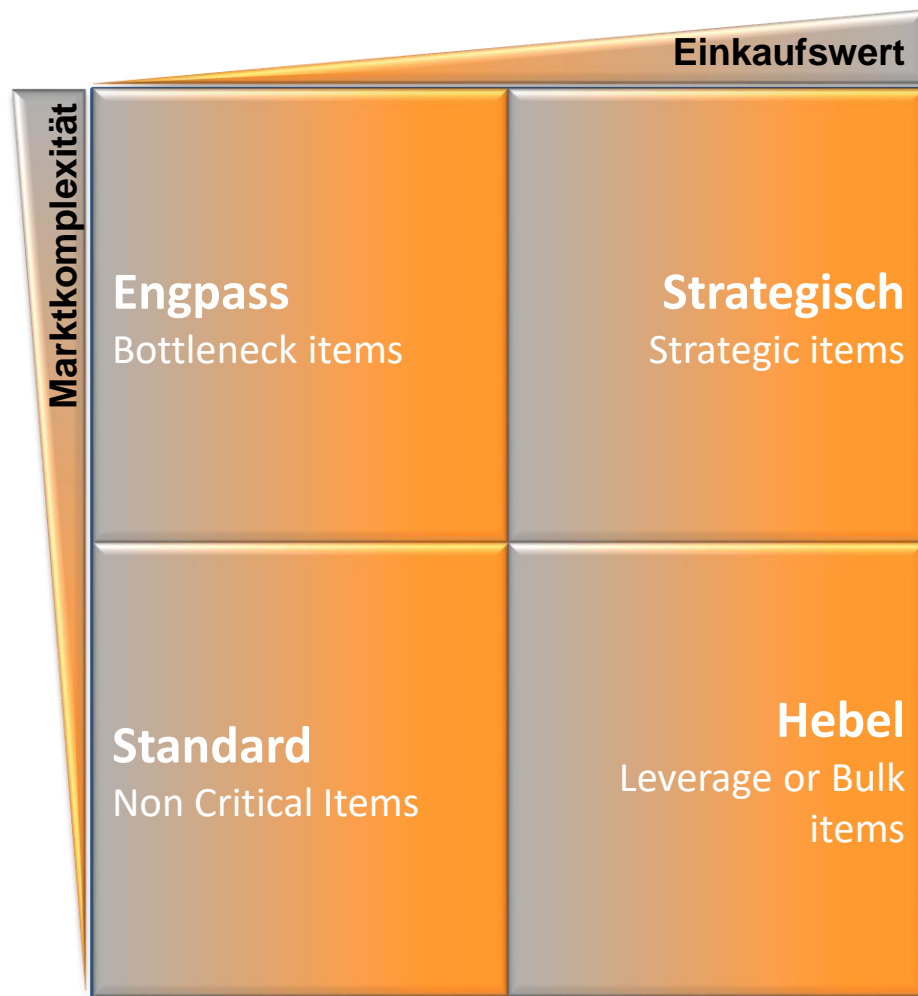 Einkaufswert
Marktkomplexität
Engpass
Bottleneck items
Strategisch
Strategic items
Standard
Non Critical Items
Hebel
Leverage or Bulk
items